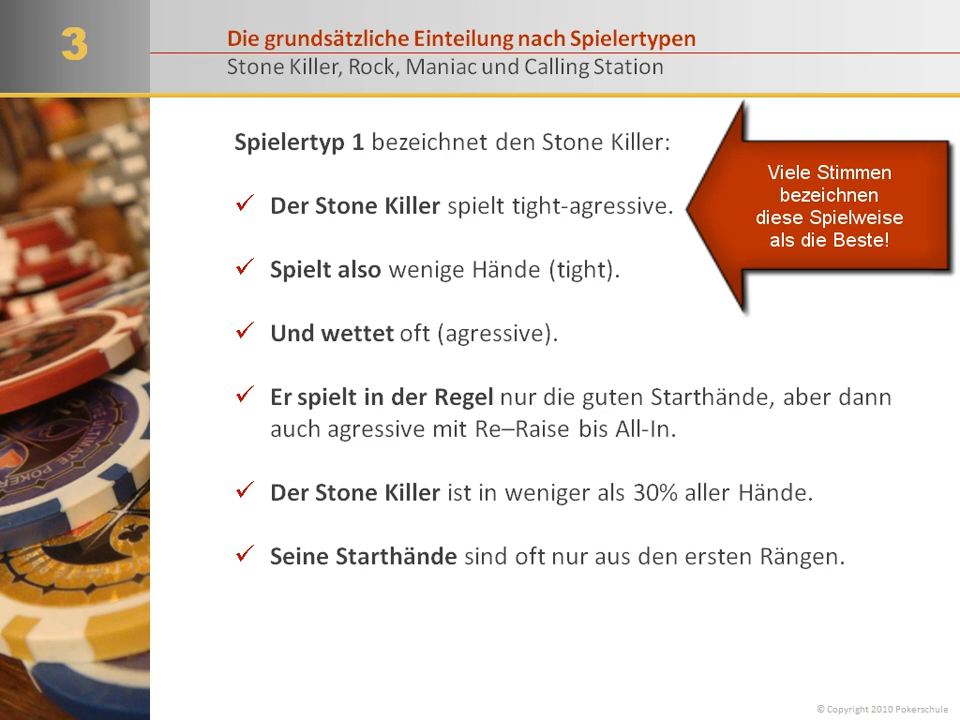 3
Die grundsätzliche Einteilung nach Spielertypen
Stone Killer, Rock, Maniac und Calling Station
Spielertyp 1 bezeichnet den Stone Killer:
Viele Stimmen
bezeichnen
diese Spielweise
als die Beste!
Der Stone Killer spielt tight-agressive.
Spielt also wenige Hände (tight).
Und wettet oft (agressive).
Er spielt in der Regel nur die guten Starthände, aber dann
auch agressive mit Re–Raise bis All-In.
Der Stone Killer ist in weniger als 30% aller Hände.
Seine Starthände sind oft nur aus den ersten Rängen.
ULTIMATE POKER
© Copyright 2010 Pokerschule